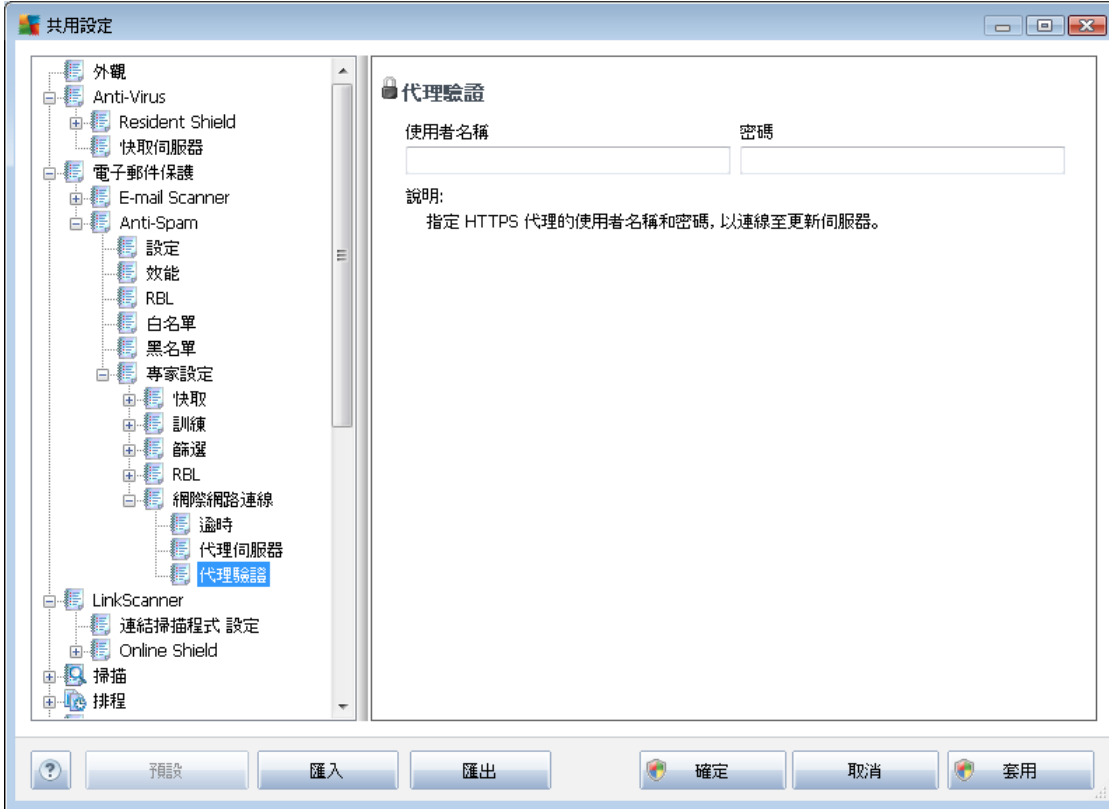 共用設定
外觀
Anti-Virus
Resident Shield
快取伺服器
電子郵件保護
E-mail Scanner
Anti-Spam
設定
效能
RBL
白名單
黑名單
專家設定
快取
訓練
篩選
RBL
網際網路連線
逾時
代理伺服器
代理驗證
LinkScanner
連結掃描程式 設定
Online Shield
掃描
排程
代理驗證
使用者名稱 密碼
說明:
指定 HTTPS 代理的使用者名稱和密碼, 以連線至更新伺服器。
? 預設 匯入 匯出 確定 取消 套用